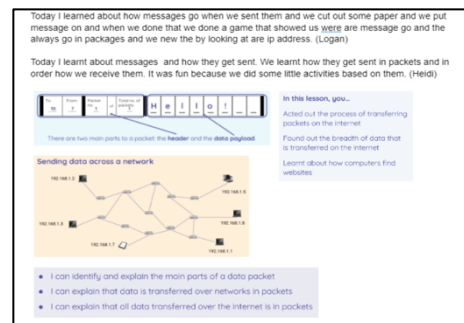 Today I learned about how messages go when we sent them and we cut out some paper and we put
message on and when we done that we done a game that showed us were are message go and the
always go in packages and we new the by looking at are ip address. (Logan)
Today I learnt about messages and how they get sent. We learnt how they get sent in packets and in
order how we receive them. It was fun because we did some little activities based on them. (Heidi)
To: From: Packet no. Total no. of packets
H e l l o !
There are two main parts to a packet the header and the data payload.
In this lesson, you...
Acted out the process of transferring
packets on the internet
Found out the breadth of data that
is transferred on the internet
Learnt about how computers find
websites
Sending data across a network
192.168.1.2
192.168.1.5
192.168.1.3
192.168.1.7
192.168.1.1
• I can identify and explain the main parts of a data packet
• I can explain that data is transferred over networks in packets
• I can explain that all data transferred over the internet is in packets